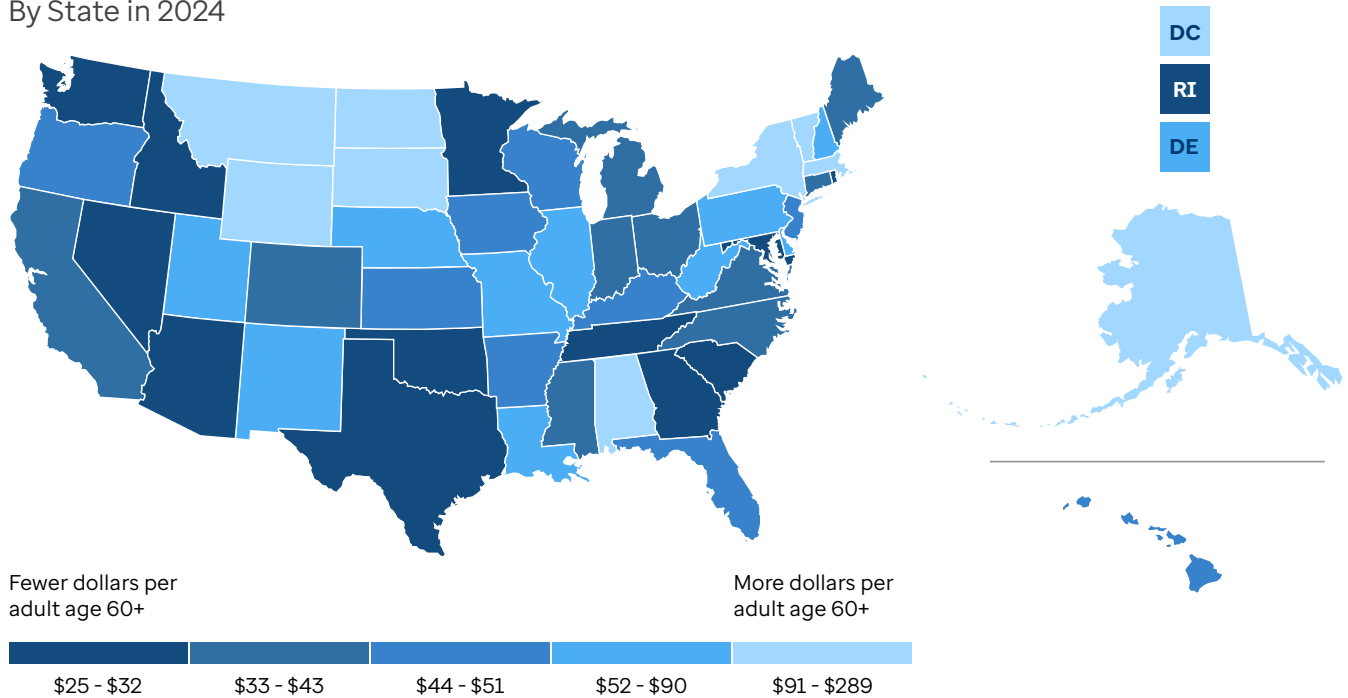 By State in 2024
DC
RI
DE
Fewer dollars per
adult age 60+
More dollars per
adult age 60+
$25 - $32
$33 - $43
$44 - $51
$52 - $90
$91 - $289